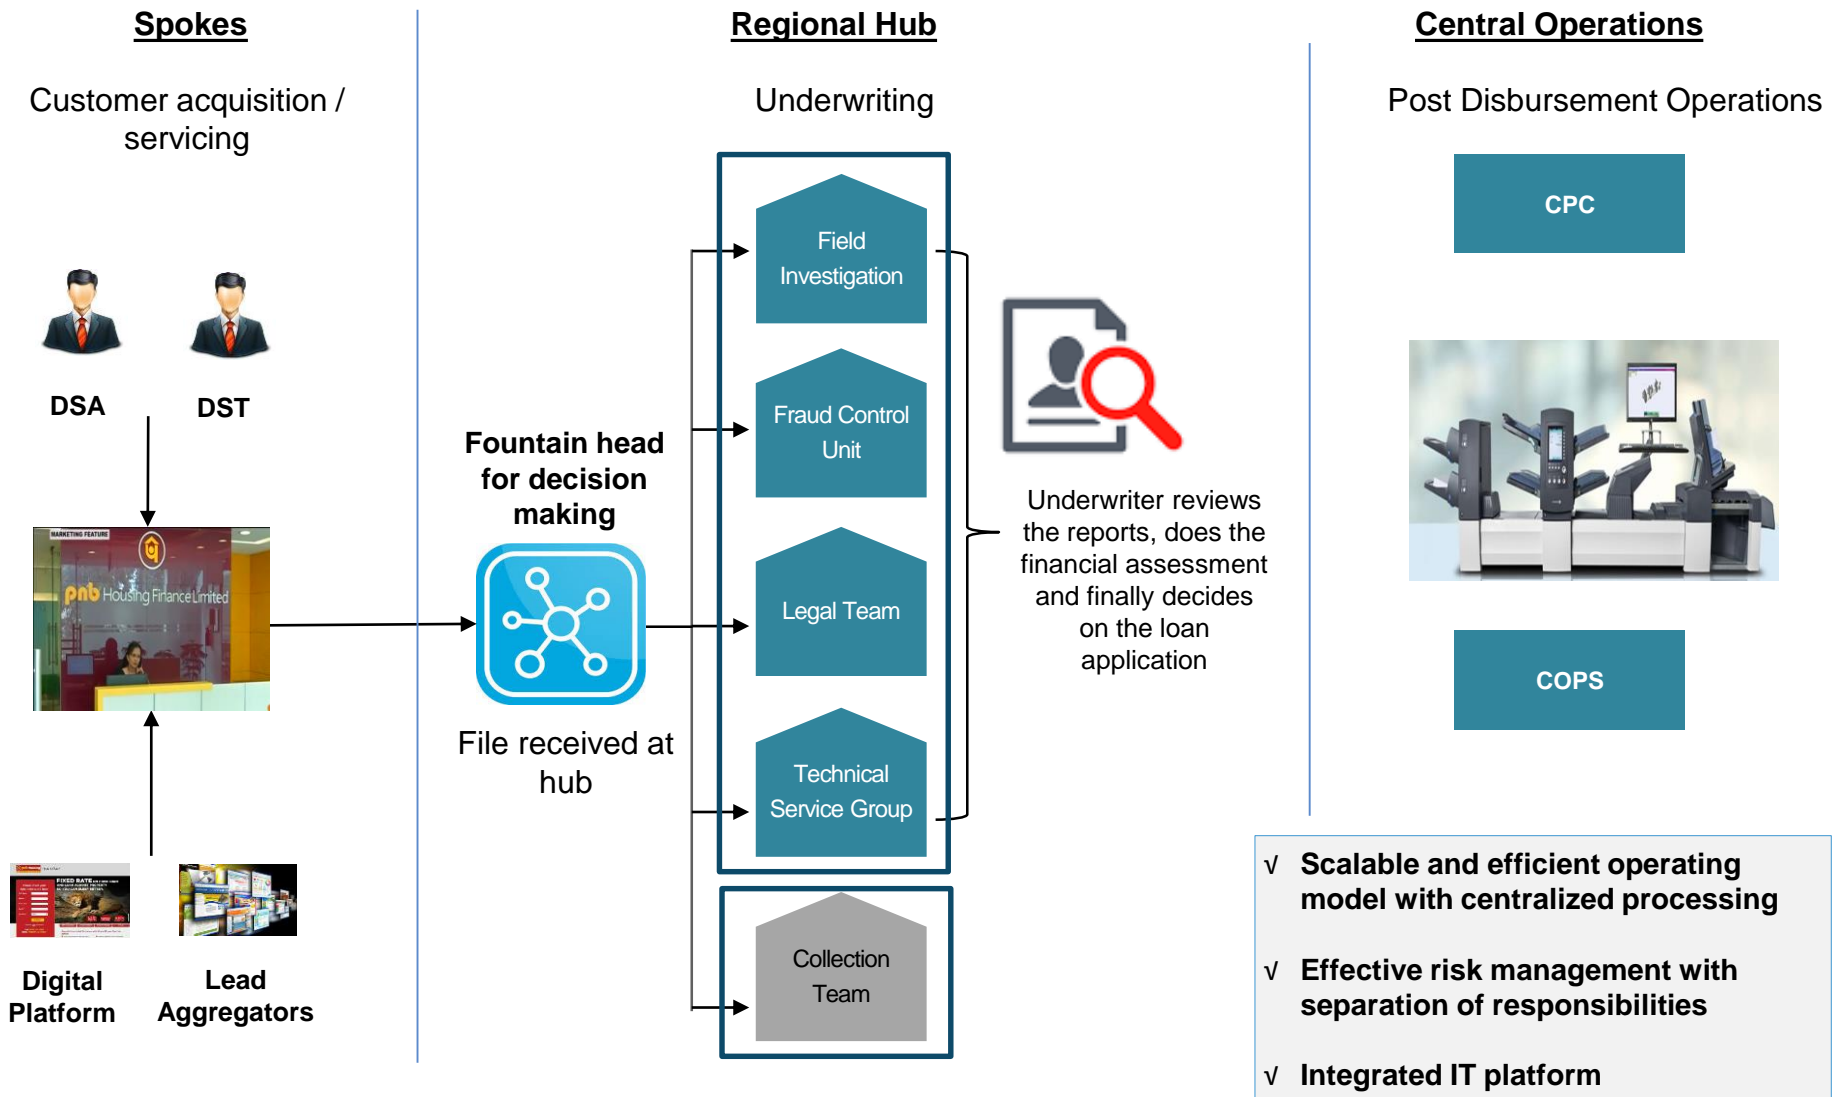 Spokes
Customer acquisition /
servicing
DSA
DST
MARKETING FEATURE
pnb Housing Finance Limited
Digital
Platform
Lead
Aggregators
Regional Hub
Underwriting
Fountain head
for decision
making
File received at
hub
Field
Investigation
Fraud Control
Unit
Legal Team
Technical
Service Group
Collection
Team
Underwriter reviews
the reports, does the
financial assessment
and finally decides
on the loan
application
Central Operations
Post Disbursement Operations
CPC
COPS
√ Scalable and efficient operating
model with centralized processing
√ Effective risk management with
separation of responsibilities
√ Integrated IT platform
FIXED RATE